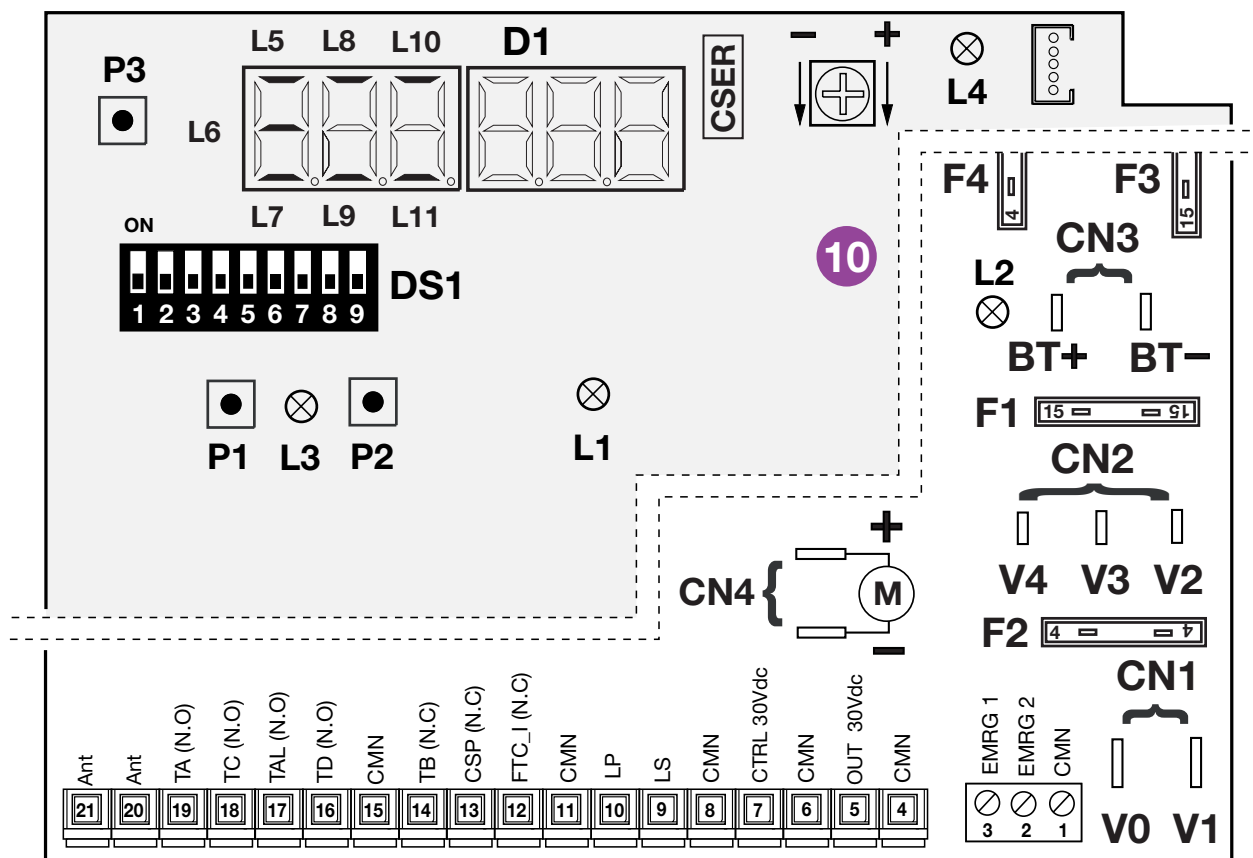 L5 L8 L10 D1 - +
P3
CSER
L4
L6
F4 4 F3 15
L7 L9 L11
CN3
ON
10
1 2 3 4 5 6 7 8 9
DS1
L2
BT+ BT-
F1 15 15
P1 L3 P2 L1
CN2
V4 V3 V2
+
CN4 M
-
F2 4 4
CN1
Ant
Ant
TA (N.O)
TC (N.O)
TAL (N.O)
TD (N.O)
CMN
TB (N.C)
CSP (N.C)
FTC_I (N.C)
CMN
LP
LS
CMN
CTRL 30Vdc
CMN
OUT 30Vdc
CMN
EMRG 1
EMRG 2
CMN
21 20 19 18 17 16 15 14 13 12 11 10 9 8 7 6 5 4
3 2 1
V0 V1